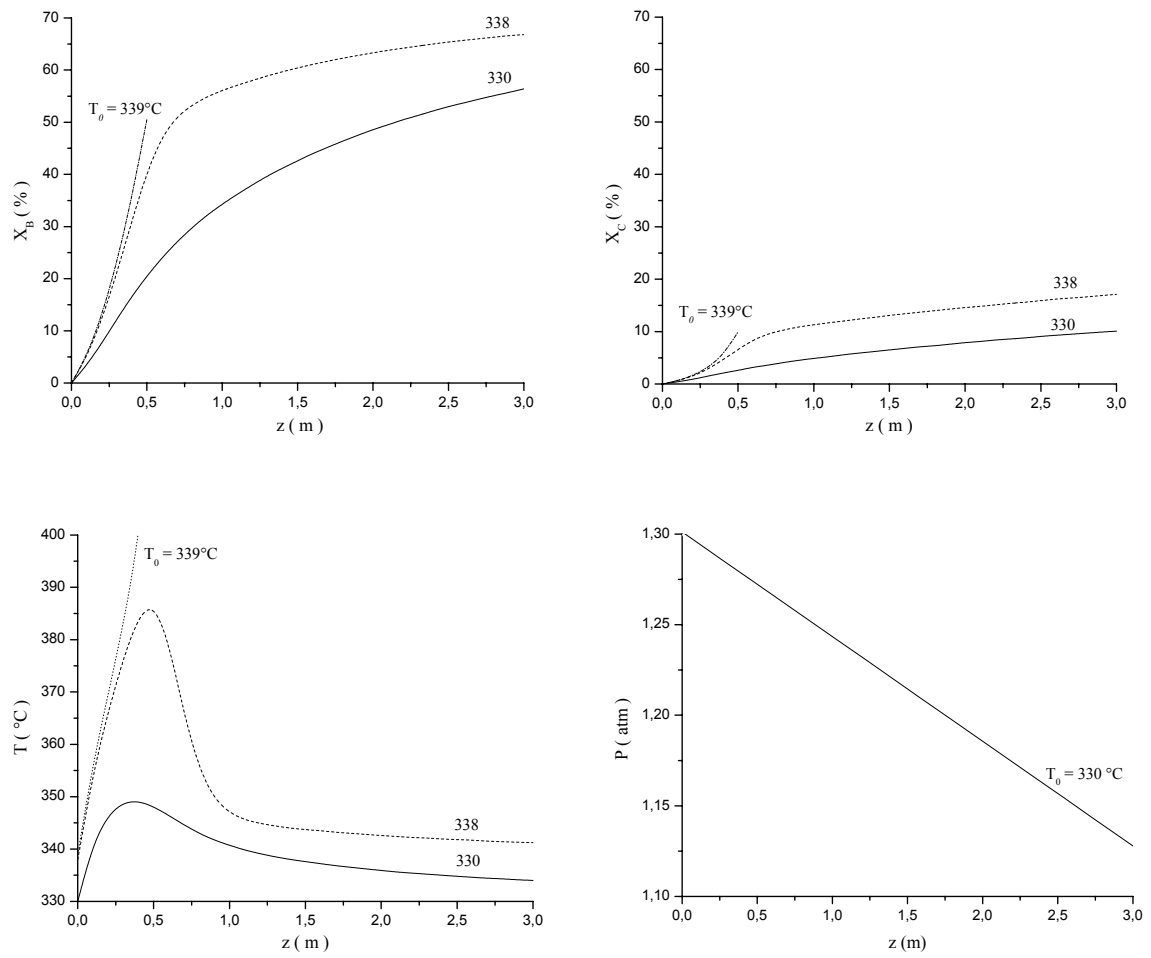 70
60
50
40
30
20
10
0
X_B ( % )
338
330
T_0 = 339°C
0,0 0,5 1,0 1,5 2,0 2,5 3,0
z ( m )
70
60
50
40
30
20
10
0
X_C ( % )
T_0 = 339°C
338
330
0,0 0,5 1,0 1,5 2,0 2,5 3,0
z ( m )
400
395
390
385
380
370
360
350
340
330
T ( °C )
T_0 = 339°C
338
330
0,0 0,5 1,0 1,5 2,0 2,5 3,0
z ( m )
1,30
1,25
1,20
1,15
1,10
P ( atm )
T_0 = 330 °C
0,0 0,5 1,0 1,5 2,0 2,5 3,0
z (m)